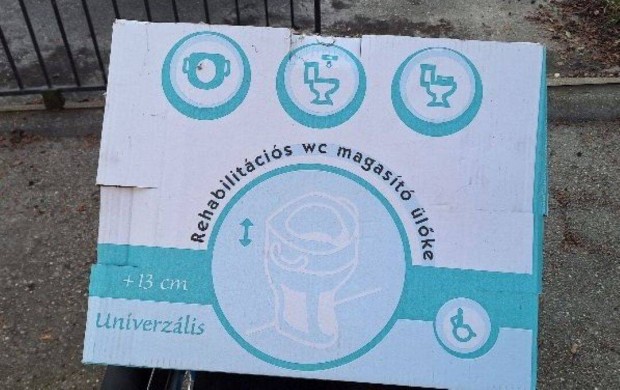 Rehabilitációs wc magasító ülőke
+13 cm
Univerzális